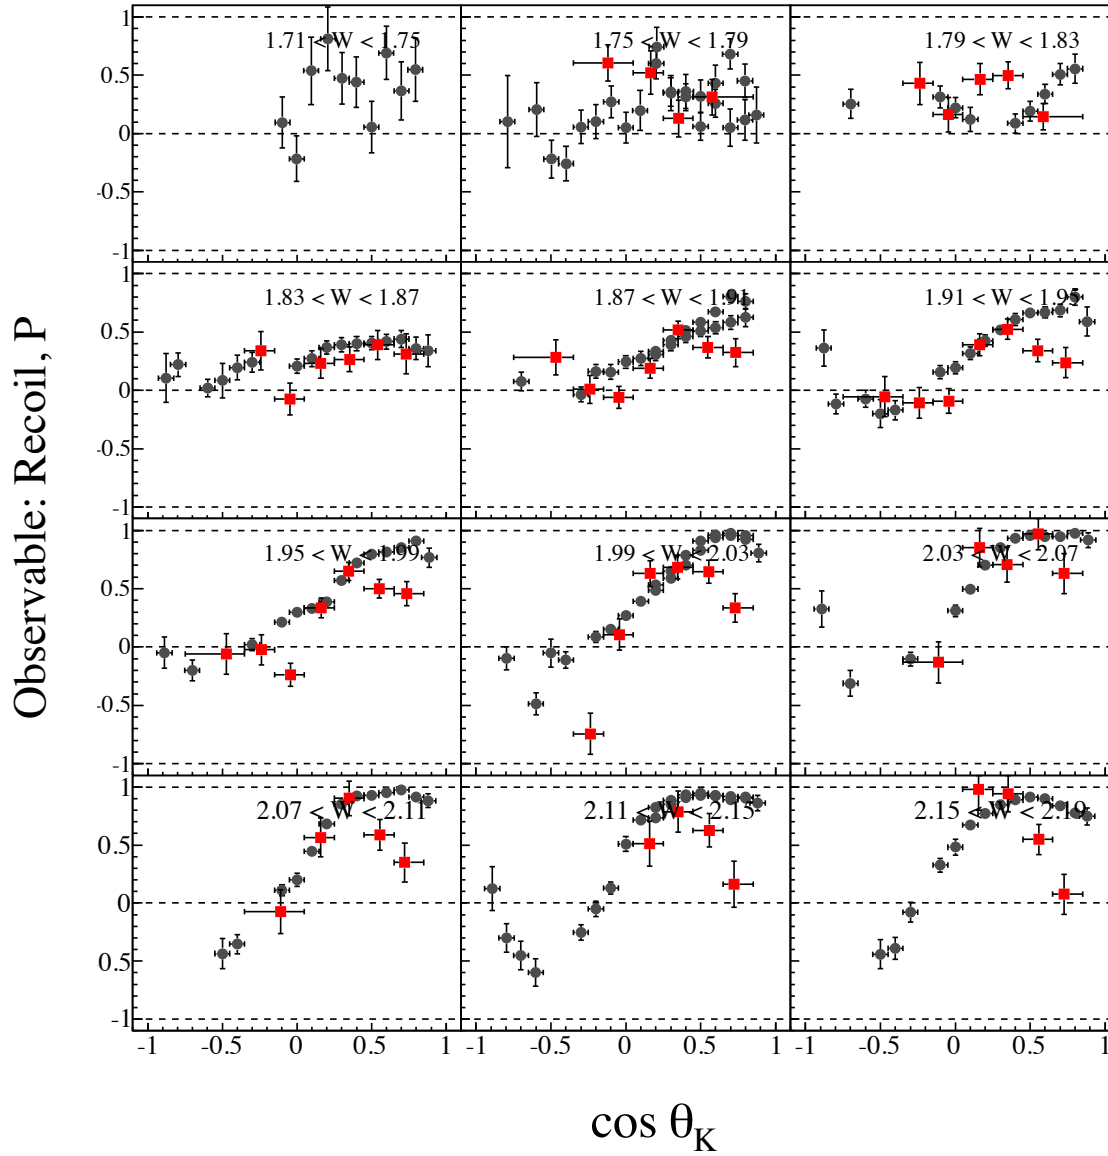 1.71 < W < 1.75
1.75 < W < 1.79
1.79 < W < 1.83
1
0.5
0
-0.5
-1
1.83 < W < 1.87
1.87 < W < 1.91
1.91 < W < 1.95
1
0.5
0
-0.5
-1
1.95 < W < 1.99
1.99 < W < 2.03
2.03 < W < 2.07
1
0.5
0
-0.5
-1
2.07 < W < 2.11
2.11 < W < 2.15
2.15 < W < 2.19
1
0.5
0
0.5
-1
-1 -0.5 0 0.5 1
-1 -0.5 0 0.5 1
-1 -0.5 0 0.5 1
Observable: Recoil, P
cos θK